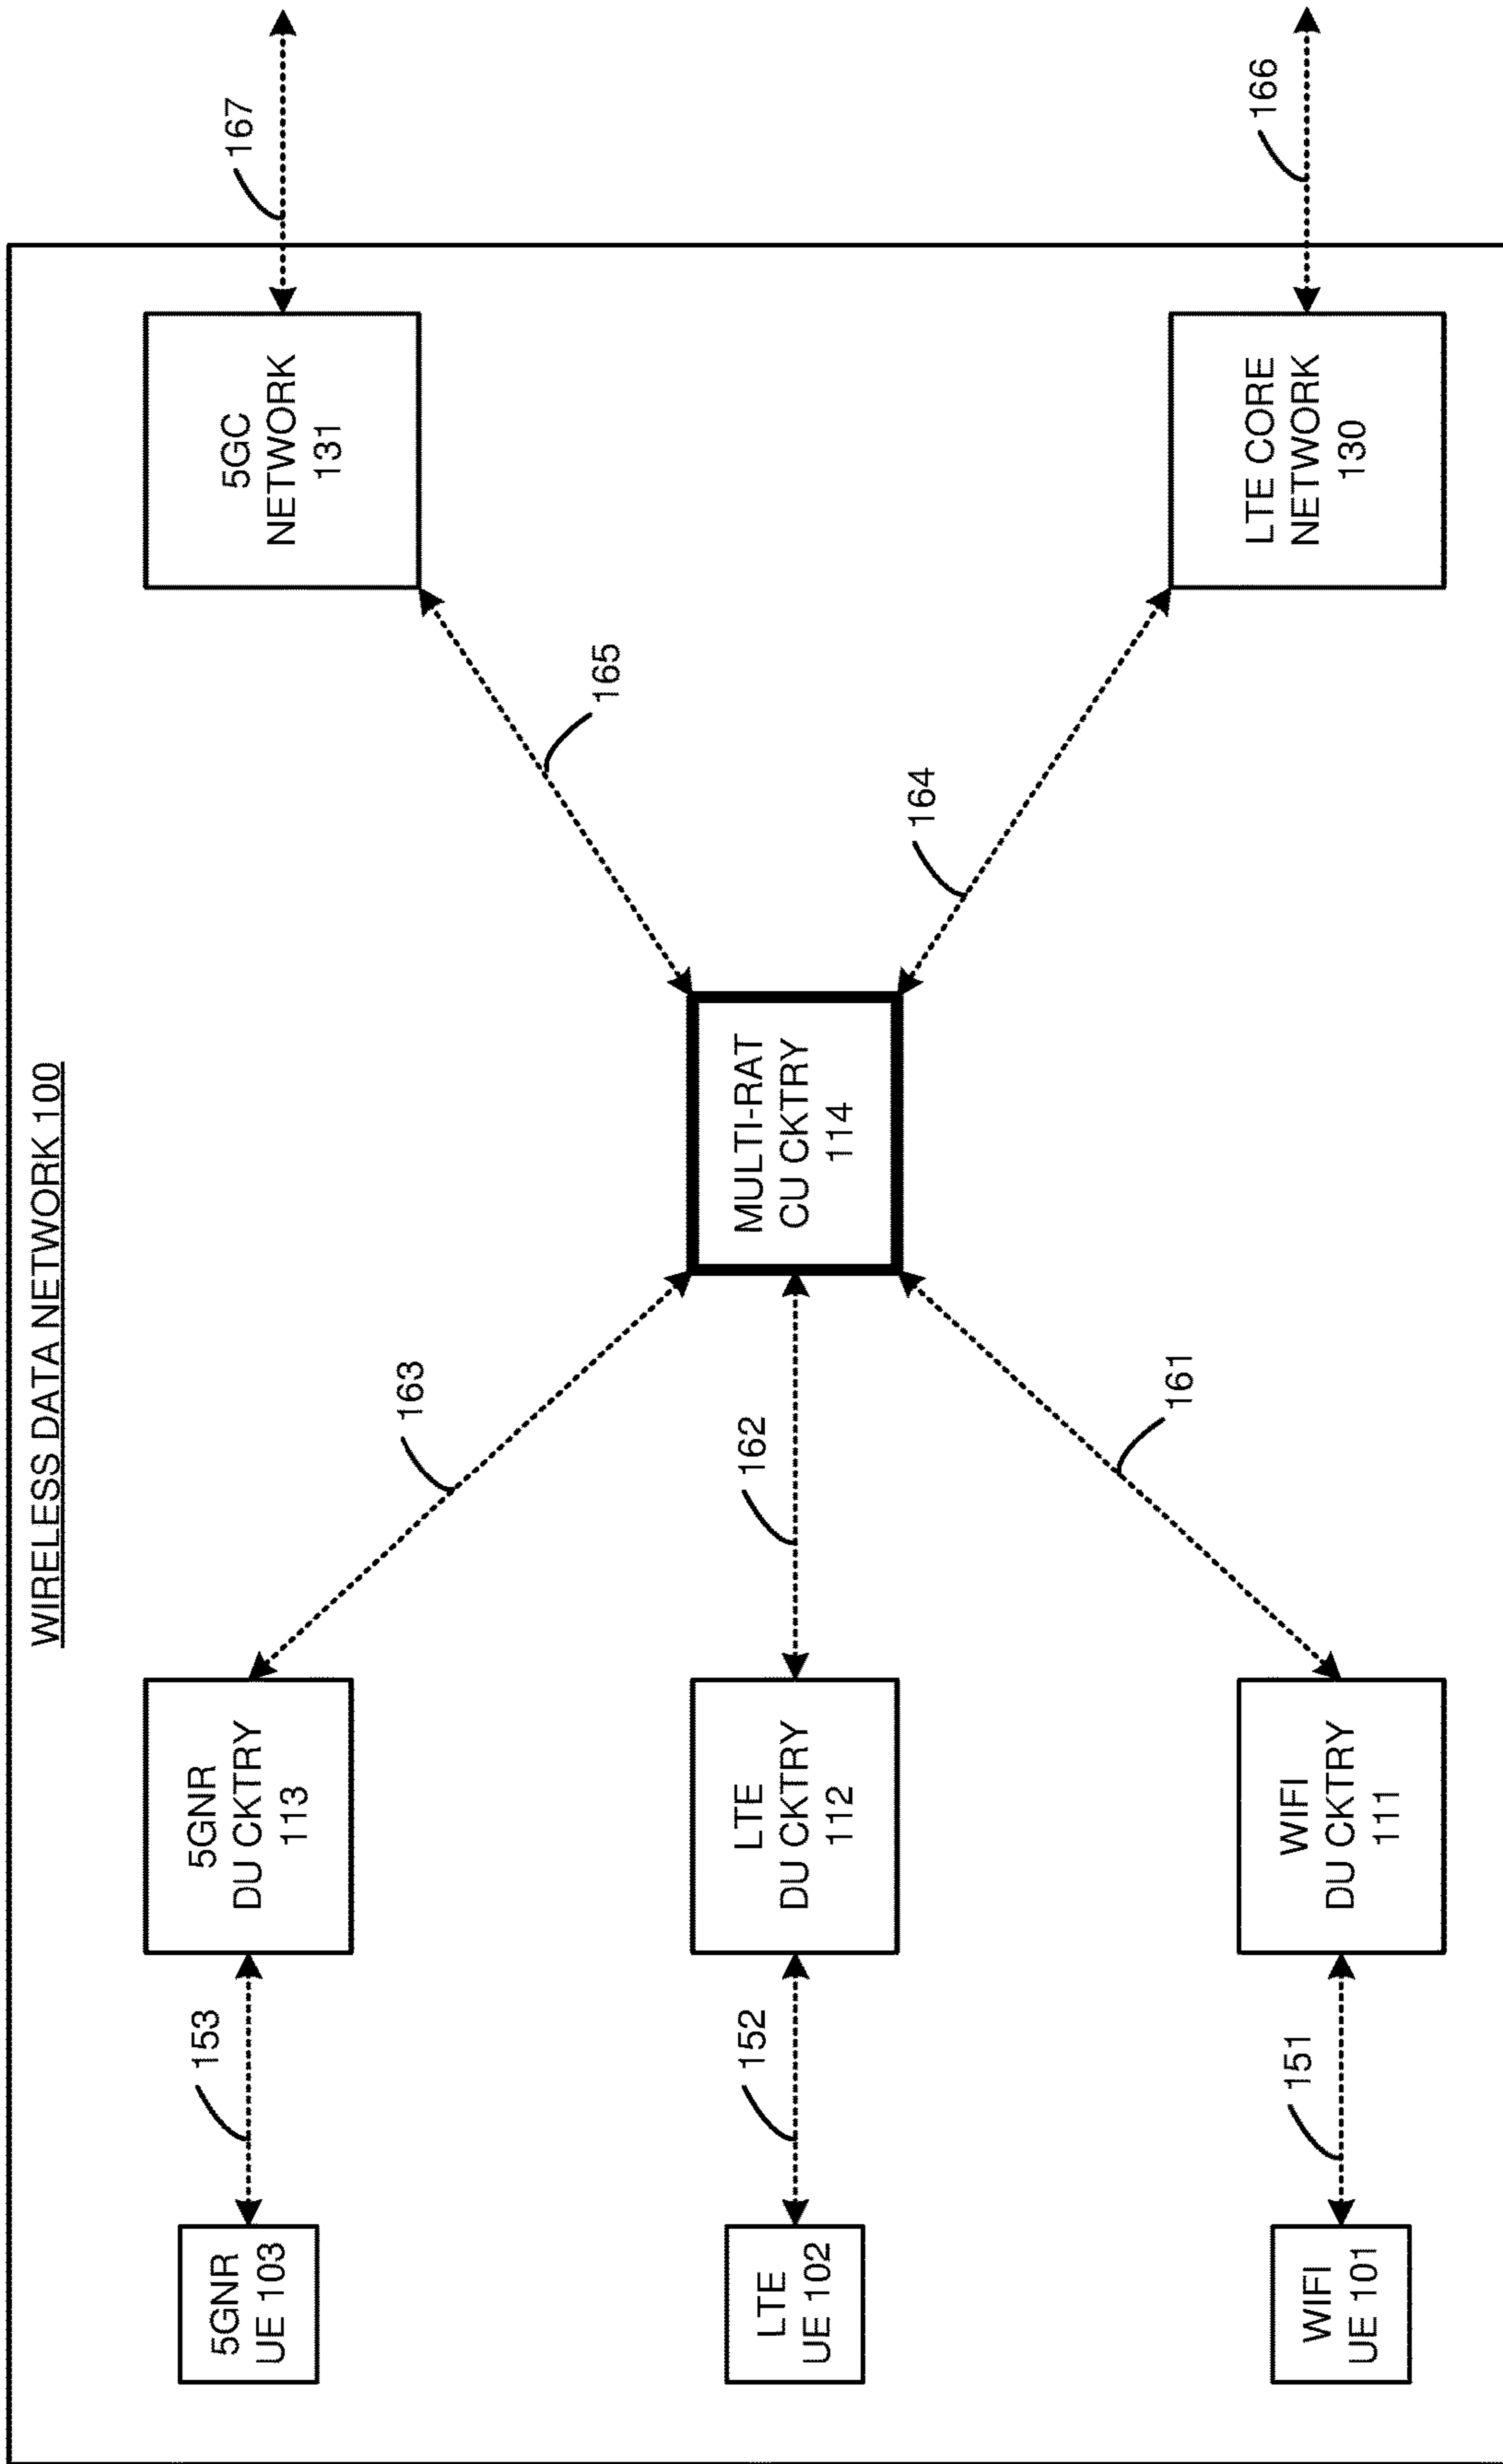 WIRELESS DATA NETWORK 100
5GNR
UE 103
153
5GNR
DU CKTRY
113
163
LTE
UE 102
152
LTE
DU CKTRY
112
162
WIFI
UE 101
151
WIFI
DU CKTRY
111
161
MULTI-RAT
CU CKTRY
114
165
164
5GC
NETWORK
131
167
LTE CORE
NETWORK
130
166